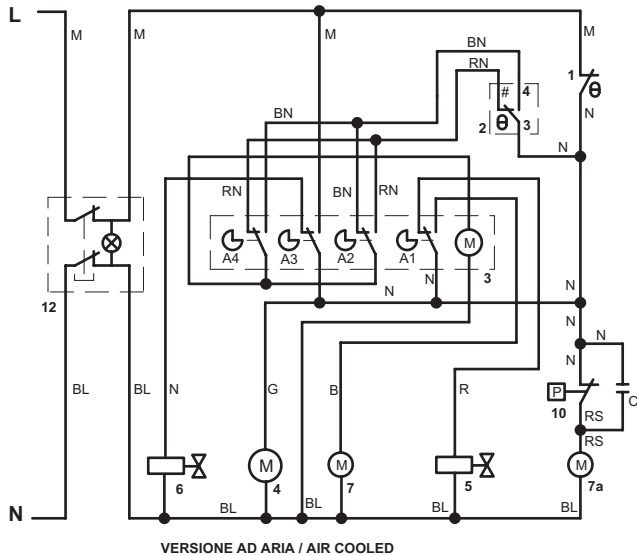 L
M M M M
BN
RN
1 θ
# 4
2 θ 3
N
BN
N
RN BN RN
A4 A3 A2 A1 M
3
12
N N N
N
N
BL BL N G B R
N
P
10
C
RS
RS
6 M 4 M 7 5 M 7a
BL BL BL BL
N
VERSIONE AD ARIA / AIR COOLED